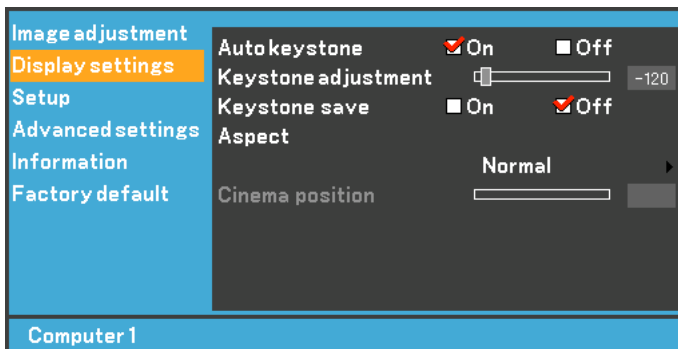 Image adjustment
Display settings
Setup
Advanced settings
Information
Factory default
Auto keystone On Off
Keystone adjustment -120
Keystone save On Off
Aspect
Normal
Cinema position
Computer 1